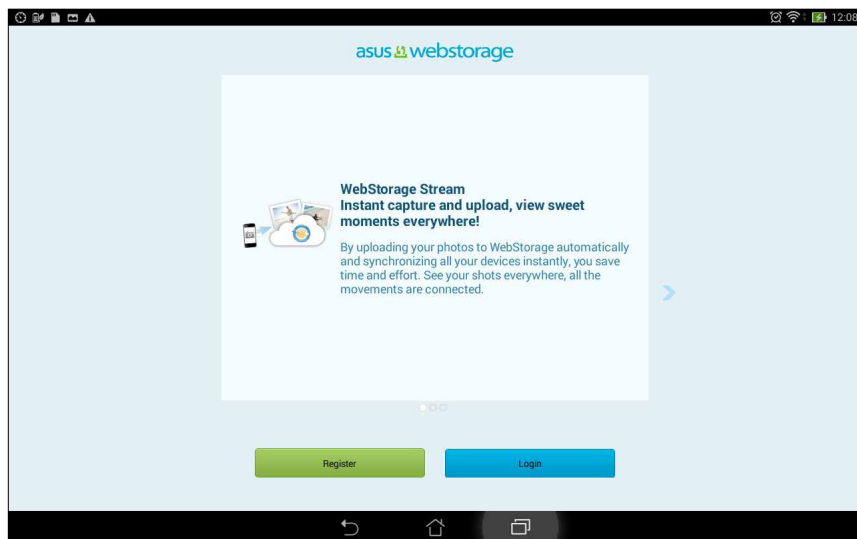 12:08
asus webstorage
WebStorage Stream
Instant capture and upload, view sweet
moments everywhere!
By uploading your photos to WebStorage automatically
and synchronizing all your devices instantly, you save
time and effort. See your shots everywhere, all the
movements are connected.
Register
Login